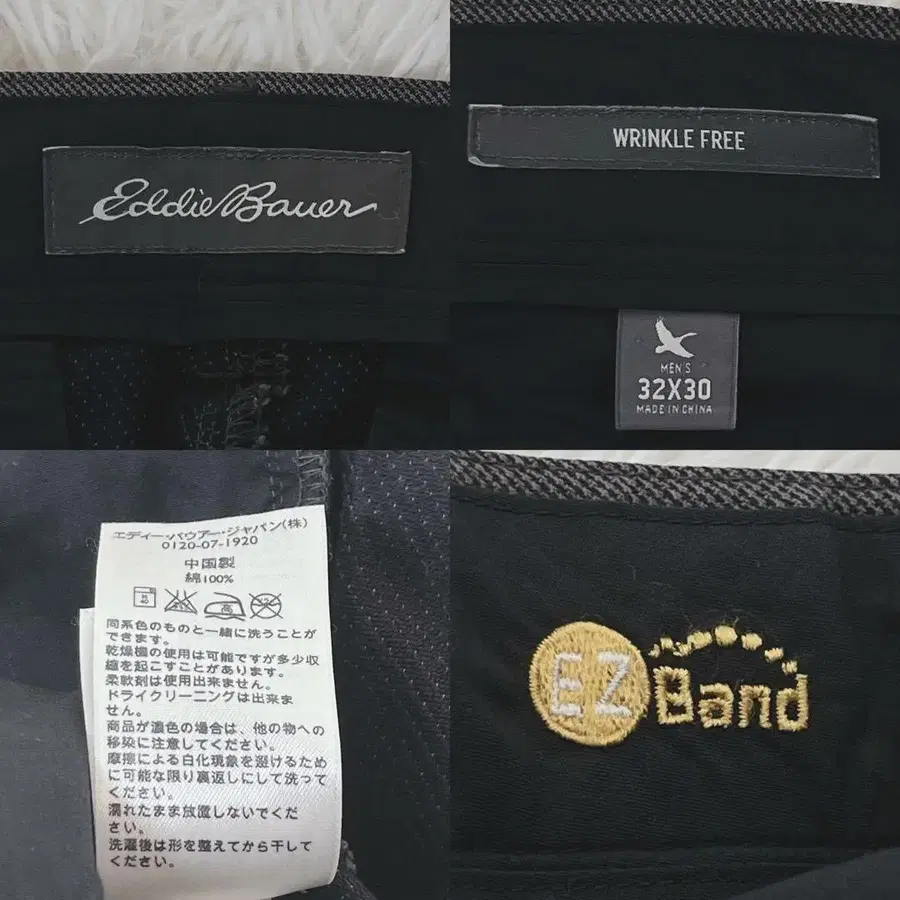 Eddie Bauer
WRINKLE FREE
MEN'S
32X30
MADE IN CHINA
エディー・バウアー・ジャパン(株)
0120-07-1920
中国製
綿100%
同系色のものと一緒に洗うことが
できます。
乾燥機の使用は可能ですが多少収
縮を起こすことがあります。
柔軟剤は使用出来ません。
ドライクリーニングは出来ま
せん。
商品が濃色の場合は、他の物への
移染に注意してください。
摩擦による白化現象を避けるため
に可能な限り裏返しにして洗って
ください。
濡れたまま放置しないでくだ
さい。
洗濯後は形を整えてから干して
ください。
EZ Band